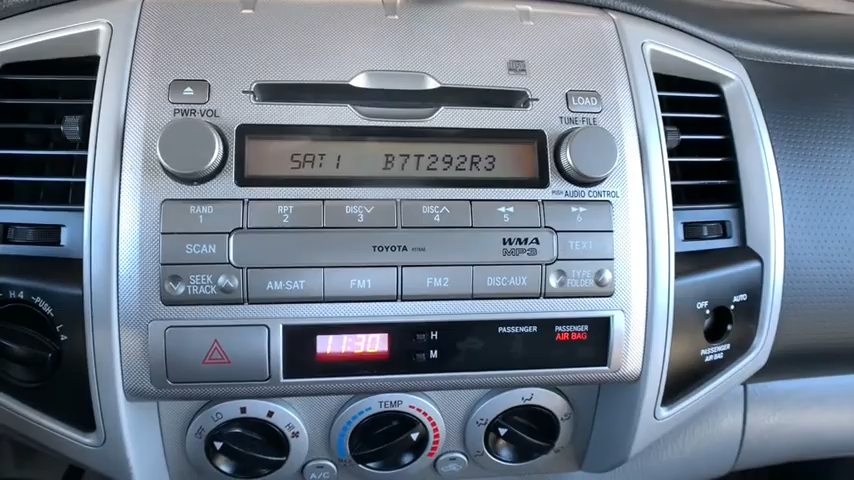 LOAD
PWR·VOL
TUNE·FILE
SAT1 B7T292R3
PUSH AUDIO CONTROL
RAND 1
RPT 2
DISC 3
DISC 4
5
6
SCAN
TOYOTA
WMA
MP3
TEXT
SEEK TRACK
AM·SAT
FM1
FM2
DISC·AUX
TYPE FOLDER
H4
PUSH
L4
11:30
H
M
PASSENGER
PASSENGER
AIR BAG
OFF
AUTO
PASSENGER
AIR BAG
OFF
LO
HI
TEMP
A/C